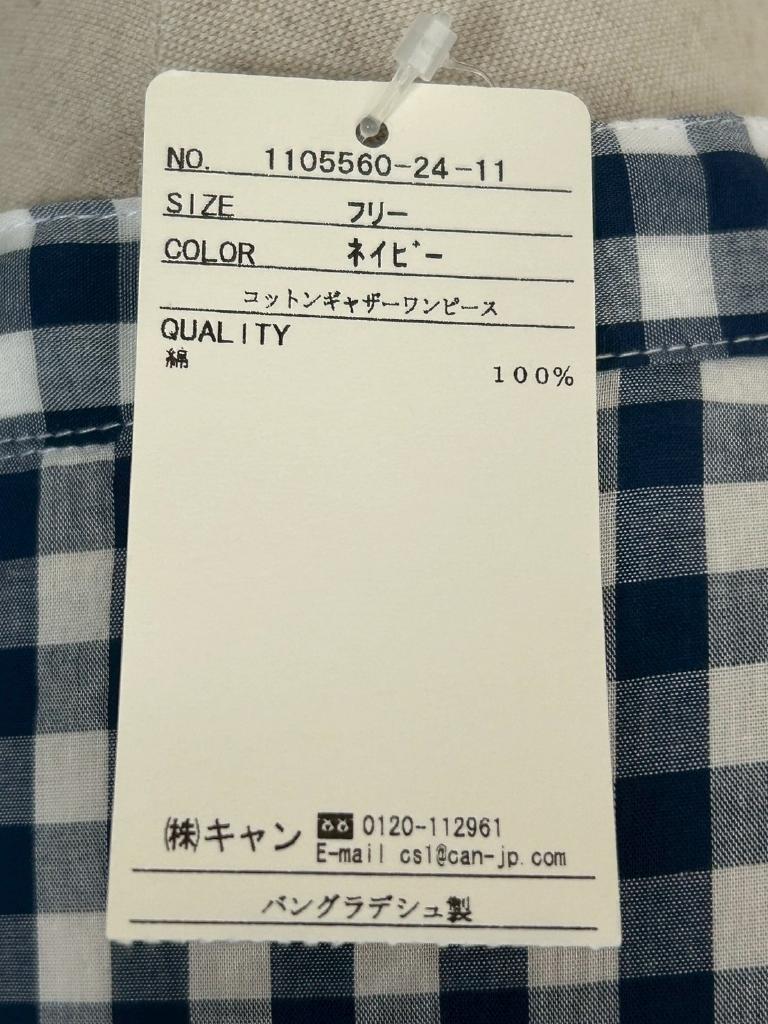 NO. 1105560-24-11
SIZE フリー
COLOR ネイビー
コットンギャザーワンピース
QUALITY
綿 100%
㈱キャン 0120-112961
E-mail cs1@can-jp.com
バングラデシュ製